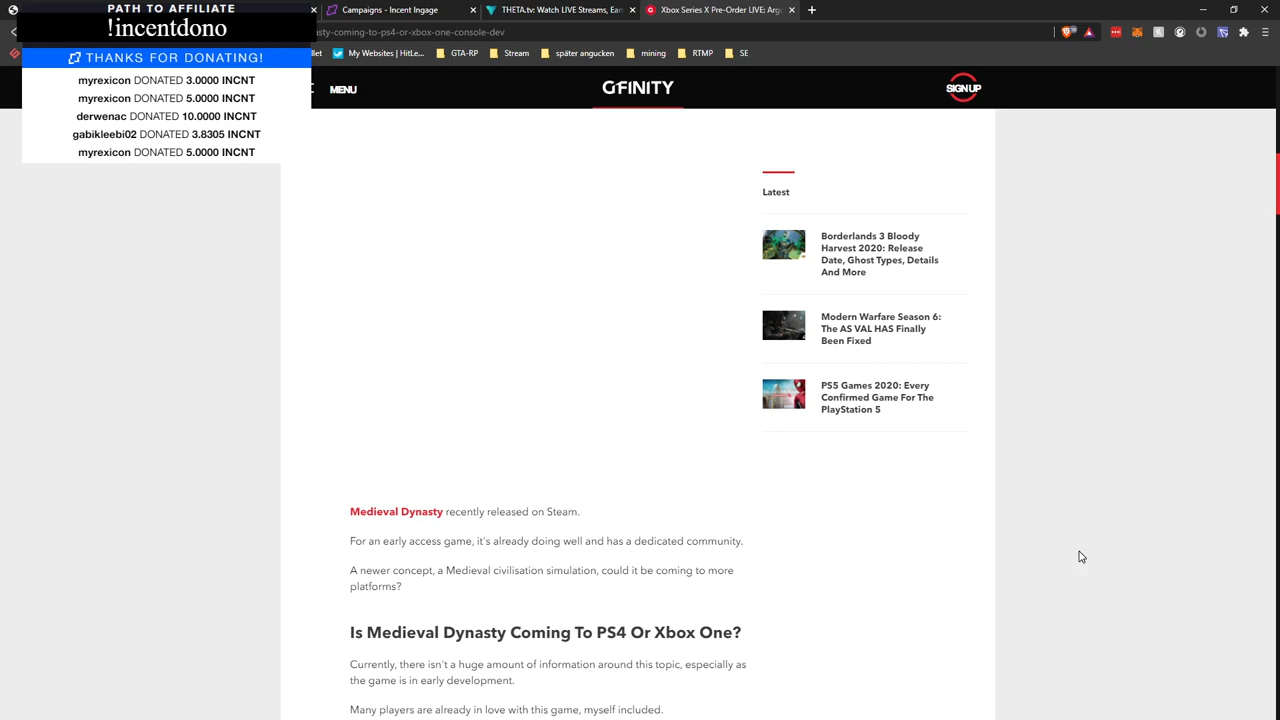 PATH TO AFFILIATE
!incentdono
THANKS FOR DONATING!
myrexicon DONATED 3.0000 INCNT
myrexicon DONATED 5.0000 INCNT
derwenac DONATED 10.0000 INCNT
gabikleebi02 DONATED 3.8305 INCNT
myrexicon DONATED 5.0000 INCNT
Channel - Incent Ingage
THETA.tv: Watch LIVE Streams, Ear
Xbox Series X Pre-Order LIVE: Arg
sty-coming-to-ps4-or-xbox-one-console-dev
My Websites | HitLe...
GTA-RP
Stream
später angucken
mining
RTMP
SE
MENU
GFINITY
SIGN UP
Latest
Borderlands 3 Bloody
Harvest 2020: Release
Date, Ghost Types, Details
And More
Modern Warfare Season 6:
The AS VAL HAS Finally
Been Fixed
PS5 Games 2020: Every
Confirmed Game For The
PlayStation 5
Medieval Dynasty recently released on Steam.
For an early access game, it's already doing well and has a dedicated community.
A newer concept, a Medieval civilisation simulation, could it be coming to more
platforms?
Is Medieval Dynasty Coming To PS4 Or Xbox One?
Currently, there isn't a huge amount of information around this topic, especially as
the game is in early development.
Many players are already in love with this game, myself included.